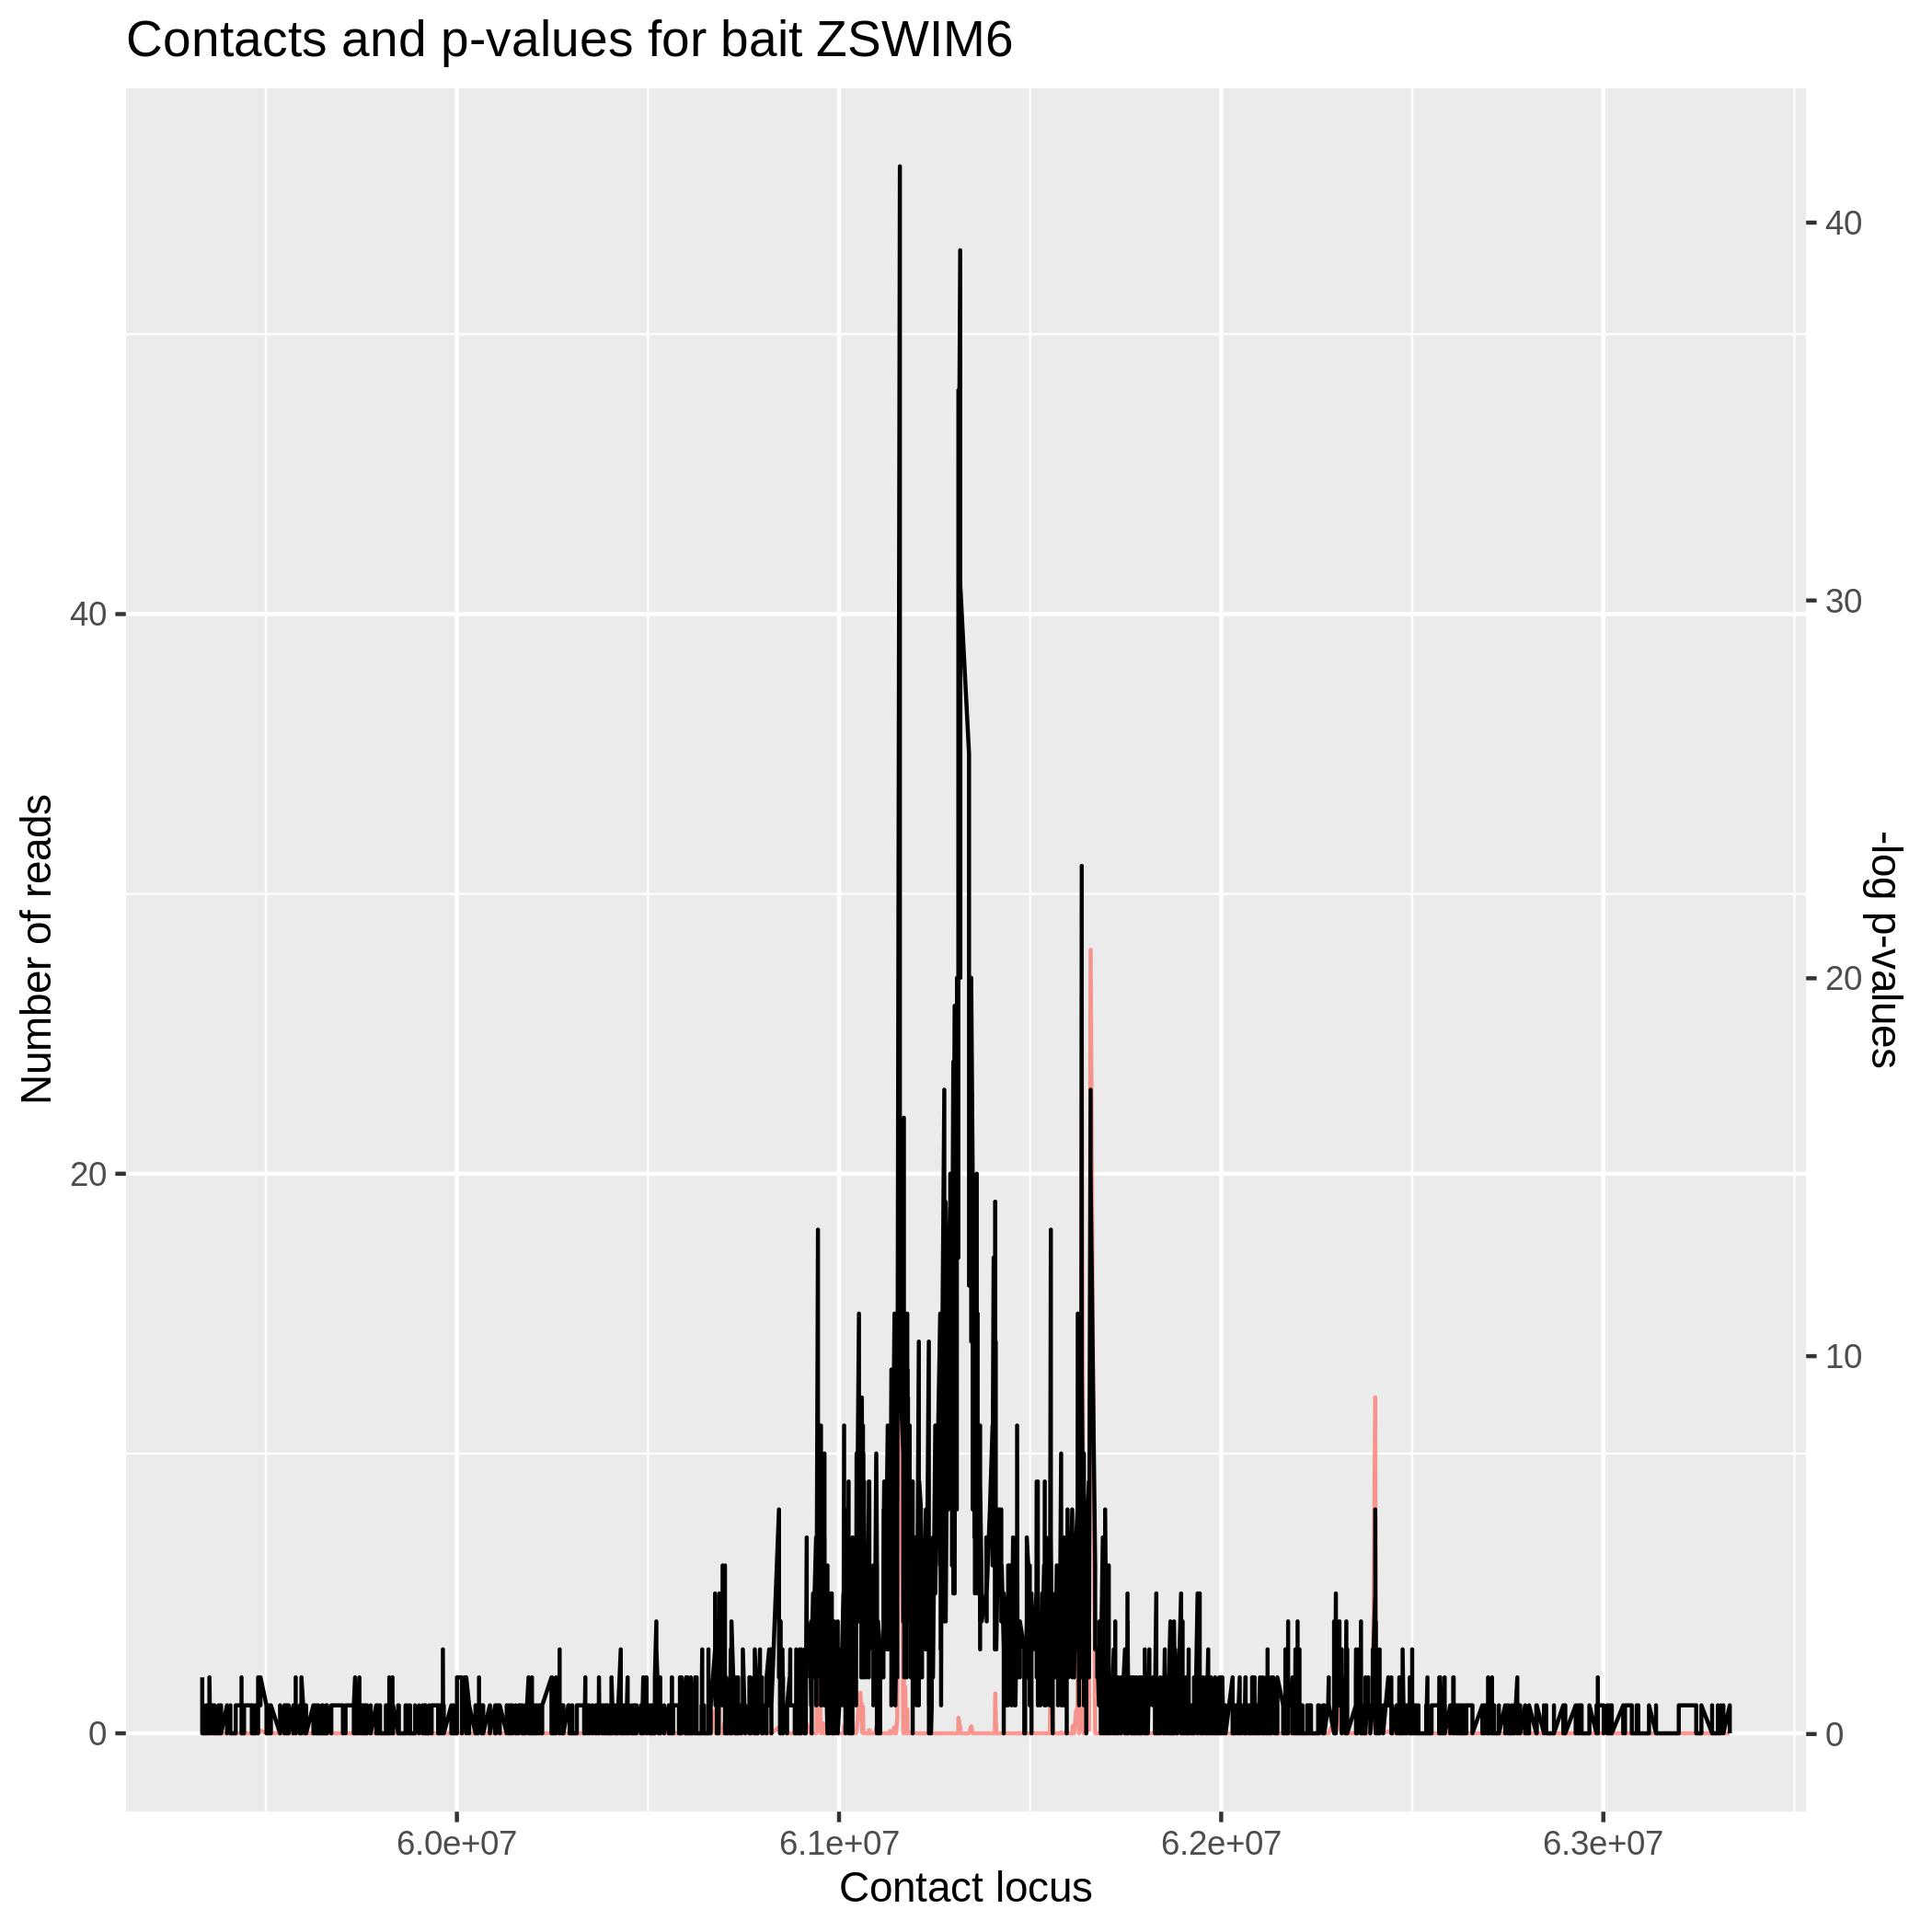 Contacts and p-values for bait ZSWIM6
Number of reads
40
20
0
40
30
20
10
0
-log p-values
6.0e+07 6.1e+07 6.2e+07 6.3e+07
Contact locus